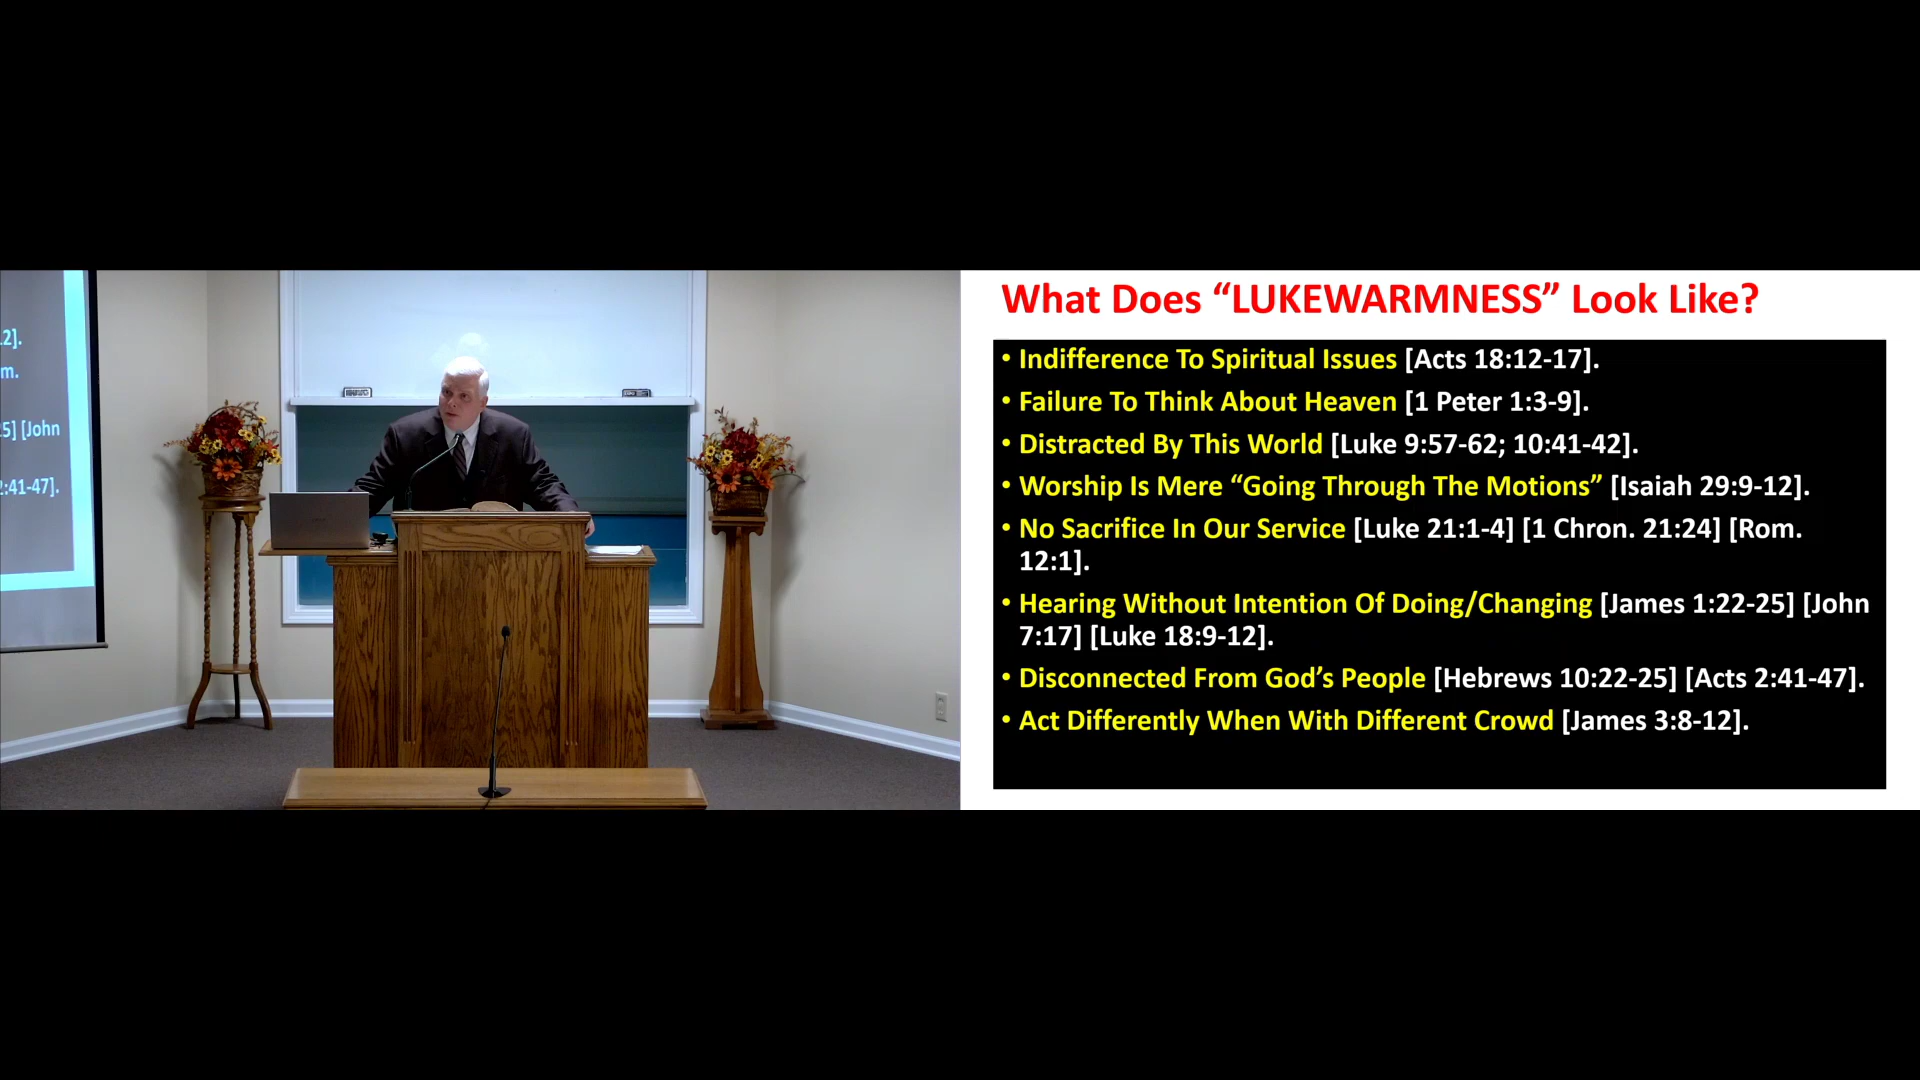 .2].
m.
5] [John
2:41-47].
What Does “LUKEWARMNESS” Look Like?
• Indifference To Spiritual Issues [Acts 18:12-17].
• Failure To Think About Heaven [1 Peter 1:3-9].
• Distracted By This World [Luke 9:57-62; 10:41-42].
• Worship Is Mere “Going Through The Motions” [Isaiah 29:9-12].
• No Sacrifice In Our Service [Luke 21:1-4] [1 Chron. 21:24] [Rom.
12:1].
• Hearing Without Intention Of Doing/Changing [James 1:22-25] [John
7:17] [Luke 18:9-12].
• Disconnected From God’s People [Hebrews 10:22-25] [Acts 2:41-47].
• Act Differently When With Different Crowd [James 3:8-12].